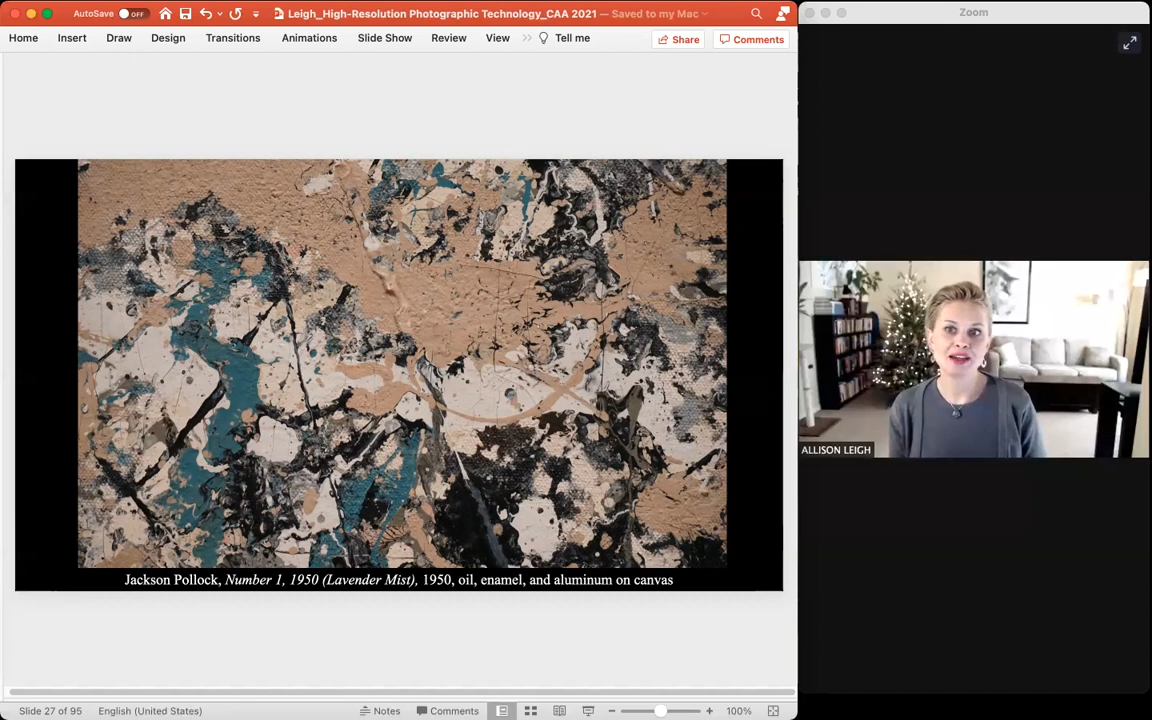 AutoSave OFF Leigh_High-Resolution Photographic Technology_CAA 2021 — Saved to my Mac
Home Insert Draw Design Transitions Animations Slide Show Review View Tell me Share Comments
Jackson Pollock, Number 1, 1950 (Lavender Mist), 1950, oil, enamel, and aluminum on canvas
Slide 27 of 95 English (United States) Notes Comments 100%
Zoom
ALLISON LEIGH